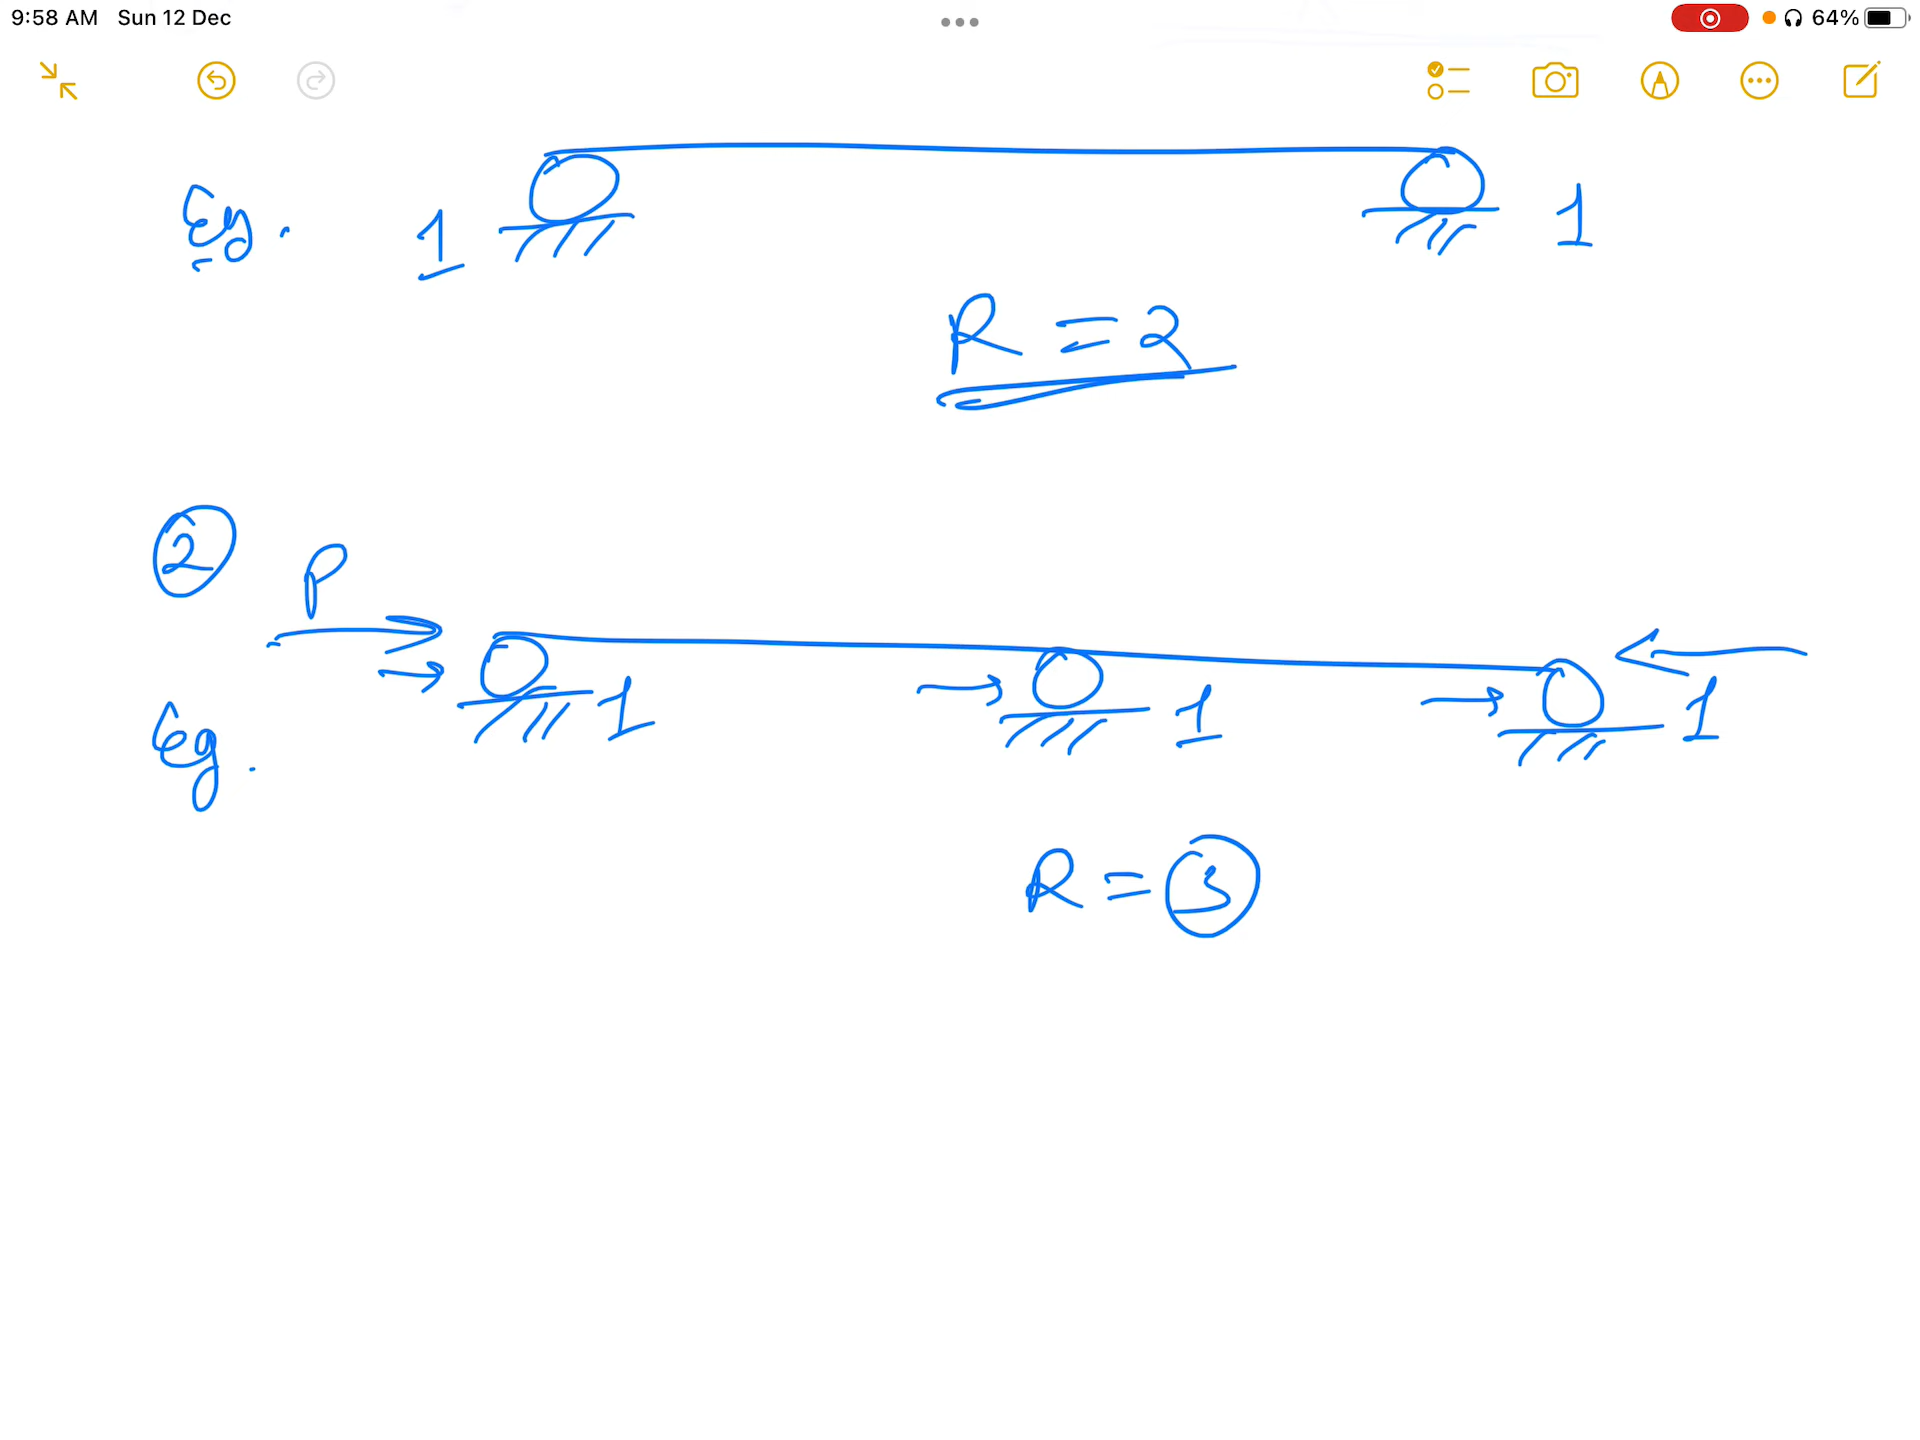 9:58 AM Sun 12 Dec
64%
Eg. 1 1
R = 2
2 P
1 1 1
Eg.
R = 3